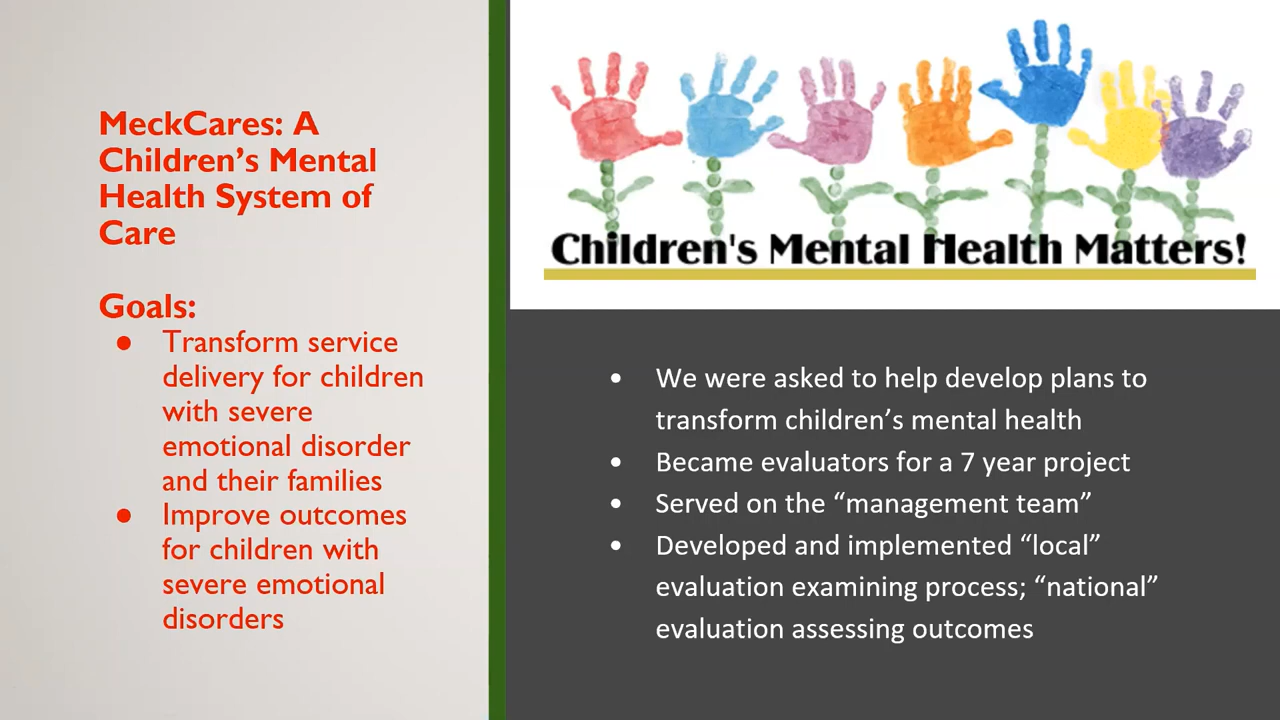 MeckCares: A
Children’s Mental
Health System of
Care
Goals:
● Transform service
delivery for children
with severe
emotional disorder
and their families
● Improve outcomes
for children with
severe emotional
disorders
Children's Mental Health Matters!
• We were asked to help develop plans to
transform children’s mental health
• Became evaluators for a 7 year project
• Served on the “management team”
• Developed and implemented “local”
evaluation examining process; “national”
evaluation assessing outcomes